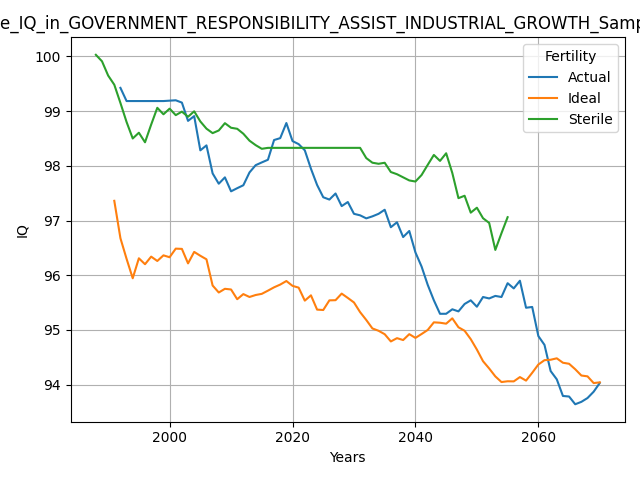 e_IQ_in_GOVERNMENT_RESPONSIBILITY_ASSIST_INDUSTRIAL_GROWTH_Samp
Fertility
Actual
Ideal
Sterile
100
99
98
97
96
95
94
IQ
2000 2020 2040 2060
Years